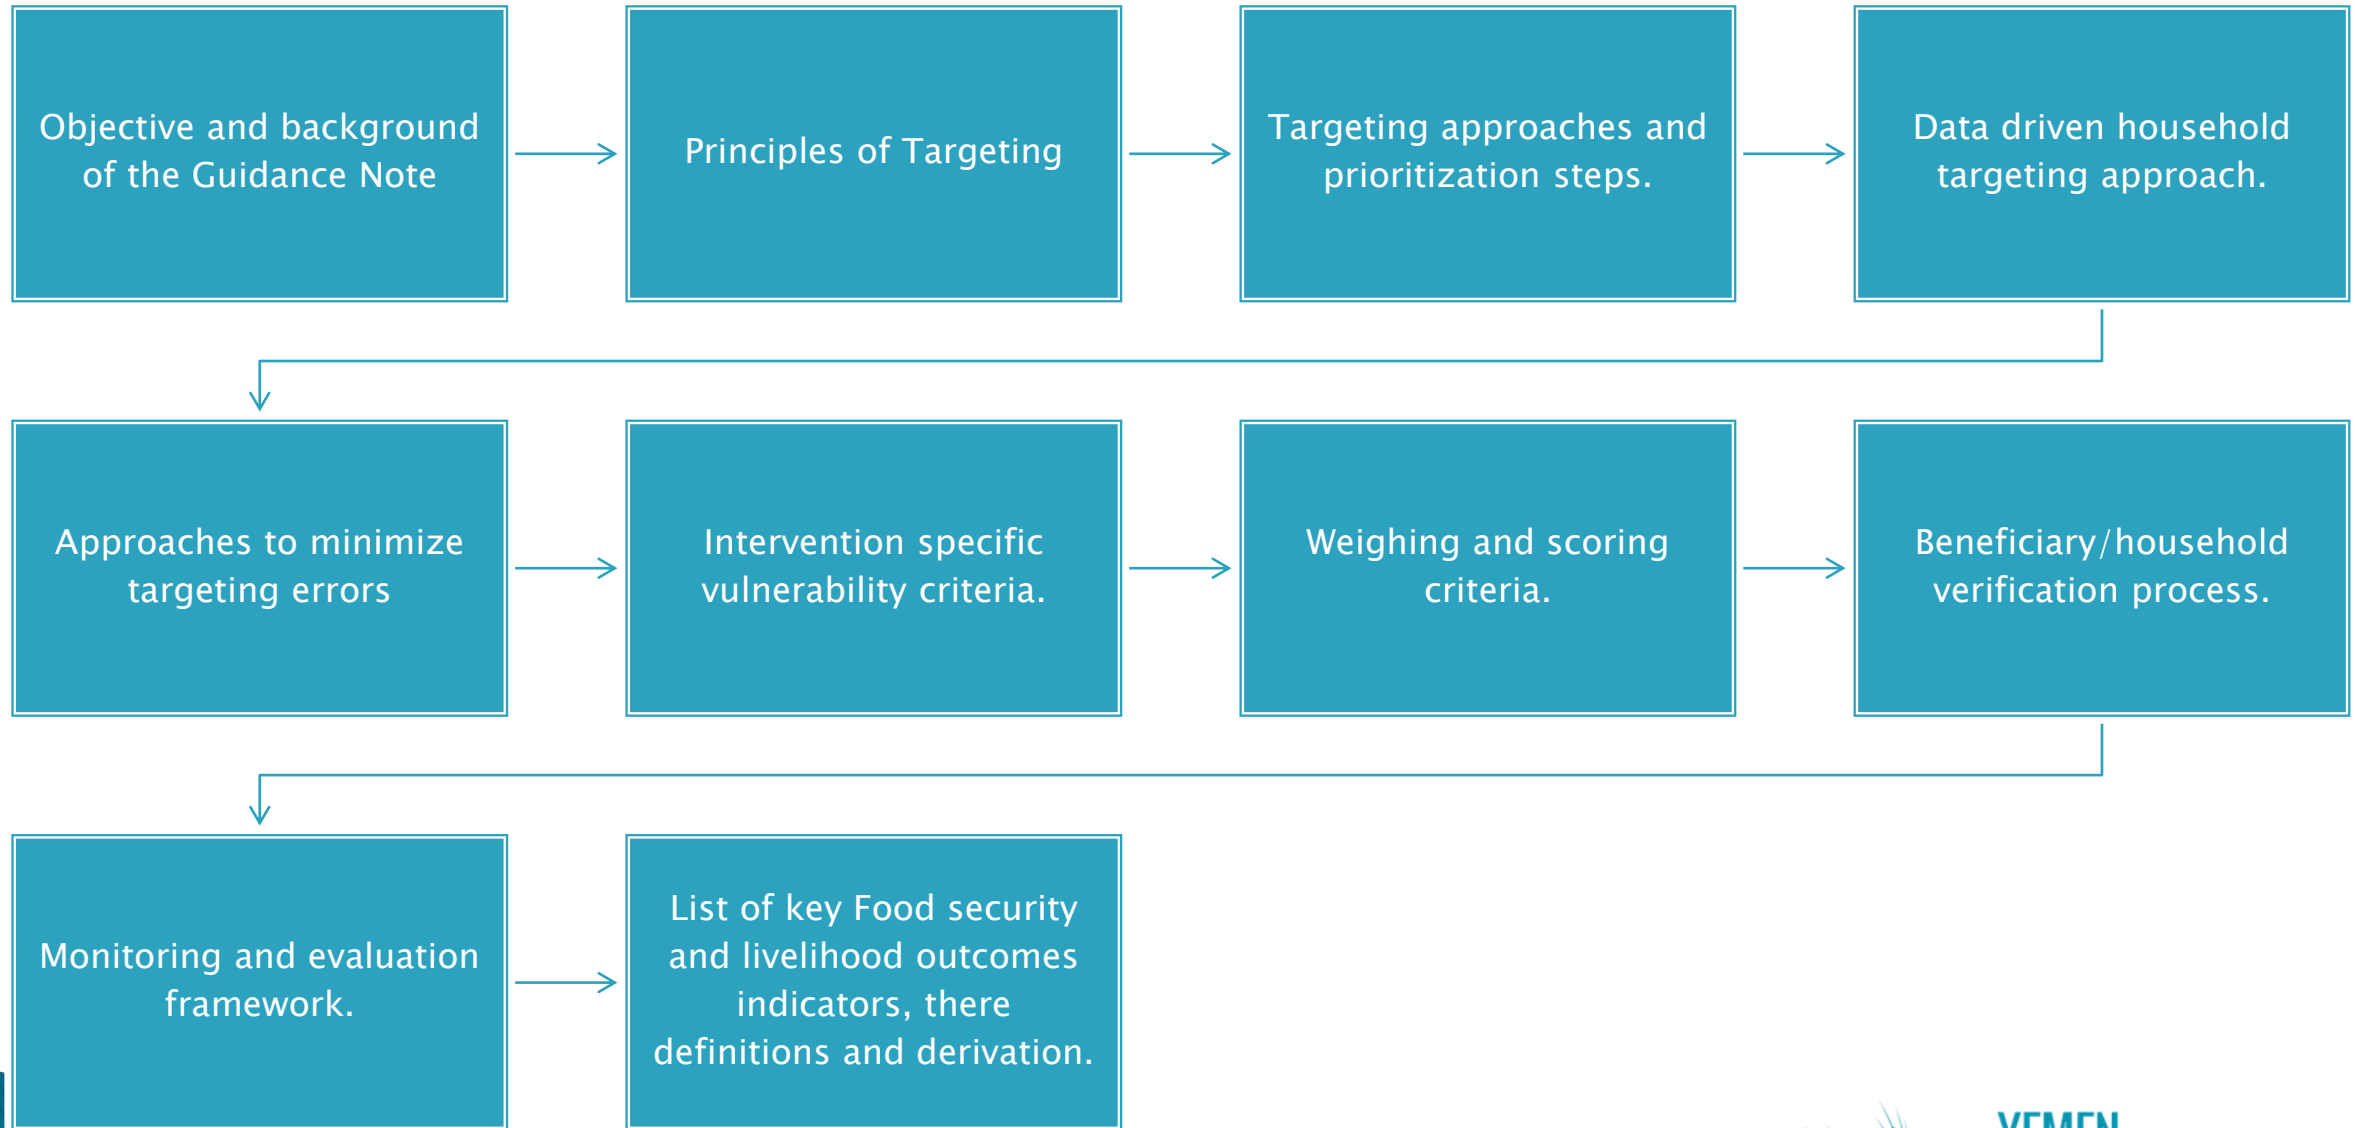 Objective and background
of the Guidance Note
Principles of Targeting
Targeting approaches and
prioritization steps.
Data driven household
targeting approach.
Approaches to minimize
targeting errors
Intervention specific
vulnerability criteria.
Weighing and scoring
criteria.
Beneficiary/household
verification process.
Monitoring and evaluation
framework.
List of key Food security
and livelihood outcomes
indicators, there
definitions and derivation.
YEMEN